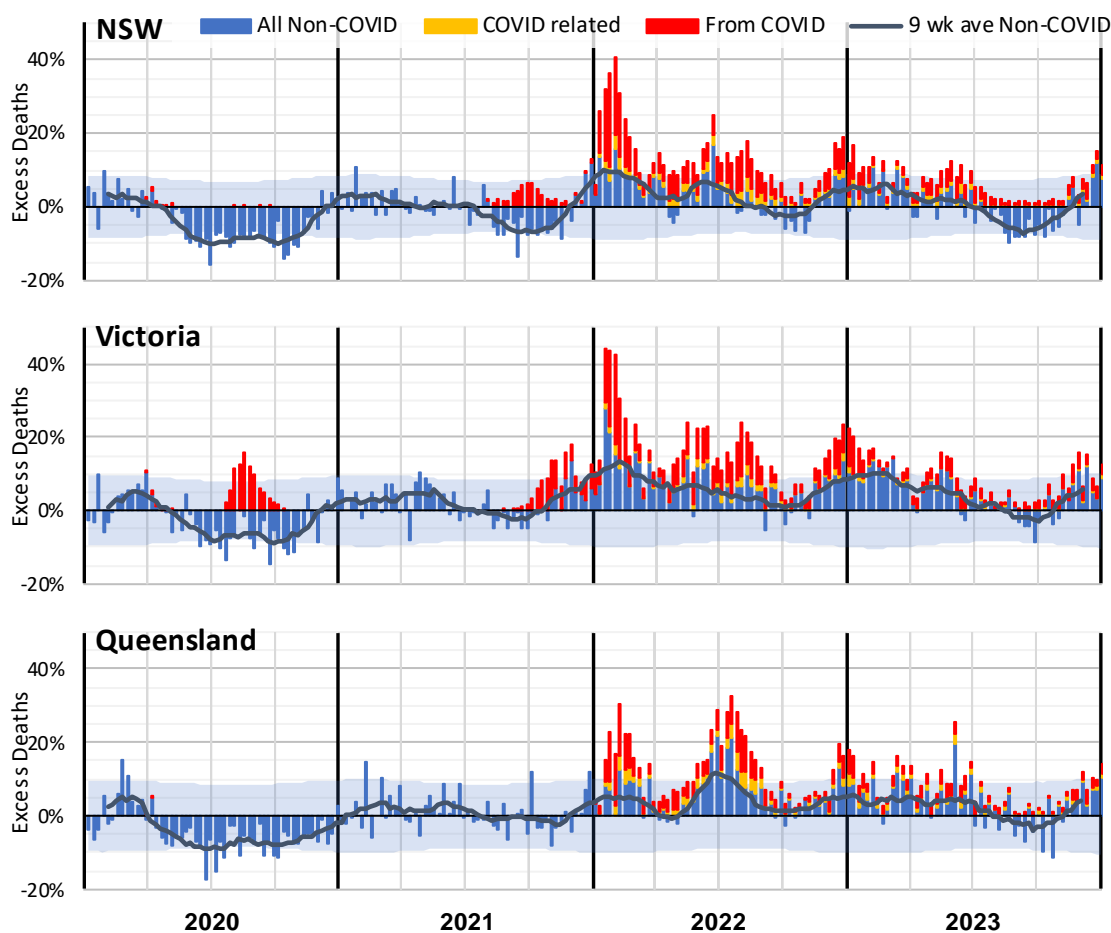 NSW All Non-COVID COVID related From COVID 9 wk ave Non-COVID
Excess Deaths
40%
20%
0%
-20%
Victoria
Excess Deaths
40%
20%
0%
-20%
Queensland
Excess Deaths
40%
20%
0%
-20%
2020 2021 2022 2023